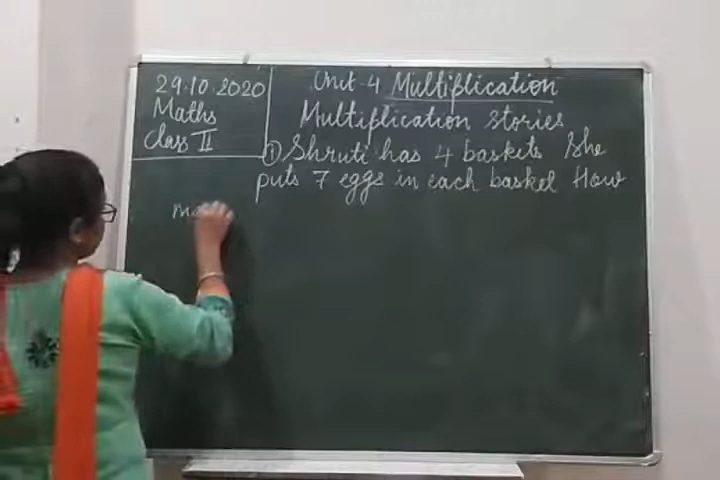 29.10.2020
Maths
Class II
Unit-4 Multiplication
Multiplication stories
① Shruti has 4 baskets She
puts 7 eggs in each basket How
ma